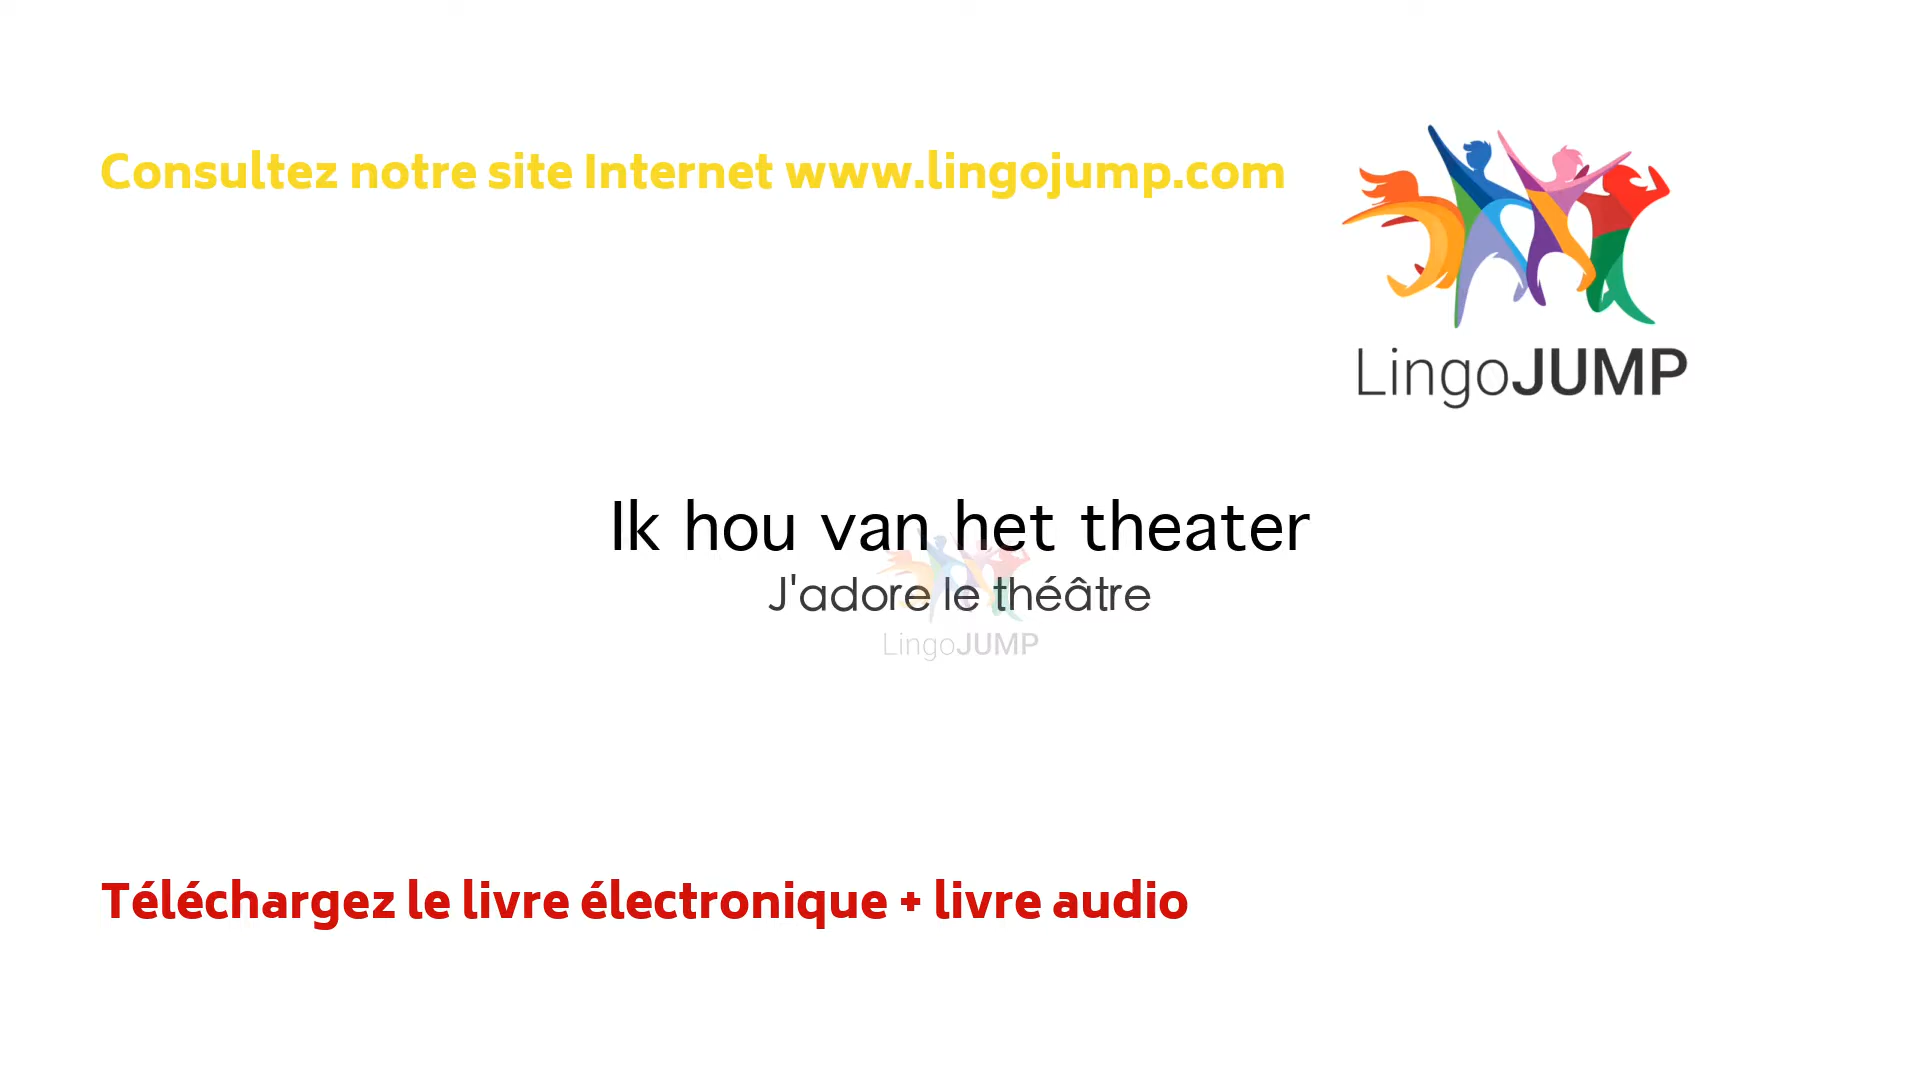 Consultez notre site Internet www.lingojump.com
LingoJUMP
Ik hou van het theater
J'adore le théâtre
LingoJUMP
Téléchargez le livre électronique + livre audio